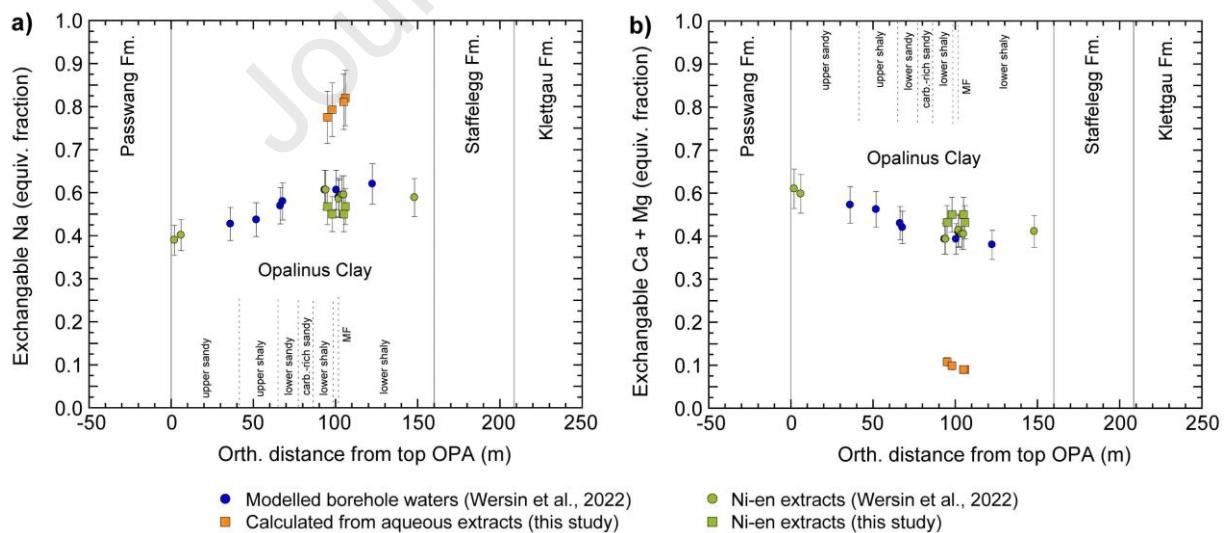 a)
Exchangable Na (equiv. fraction)
1.0
0.9
0.8
0.7
0.6
0.5
0.4
0.3
0.2
0.1
0.0
Passwang Fm.
Staffelegg Fm.
Klettgau Fm.
Opalinus Clay
upper sandy
upper shaly
lower sandy
carb.-rich sandy
lower shaly
MF
lower shaly
-50 0 50 100 150 200 250
Orth. distance from top OPA (m)
b)
Exchangable Ca + Mg (equiv. fraction)
1.0
0.9
0.8
0.7
0.6
0.5
0.4
0.3
0.2
0.1
0.0
Passwang Fm.
upper sandy
upper shaly
lower sandy
carb.-rich sandy
lower shaly
MF
lower shaly
Staffelegg Fm.
Klettgau Fm.
Opalinus Clay
-50 0 50 100 150 200 250
Orth. distance from top OPA (m)
Modelled borehole waters (Wersin et al., 2022)
Calculated from aqueous extracts (this study)
Ni-en extracts (Wersin et al., 2022)
Ni-en extracts (this study)
Jour